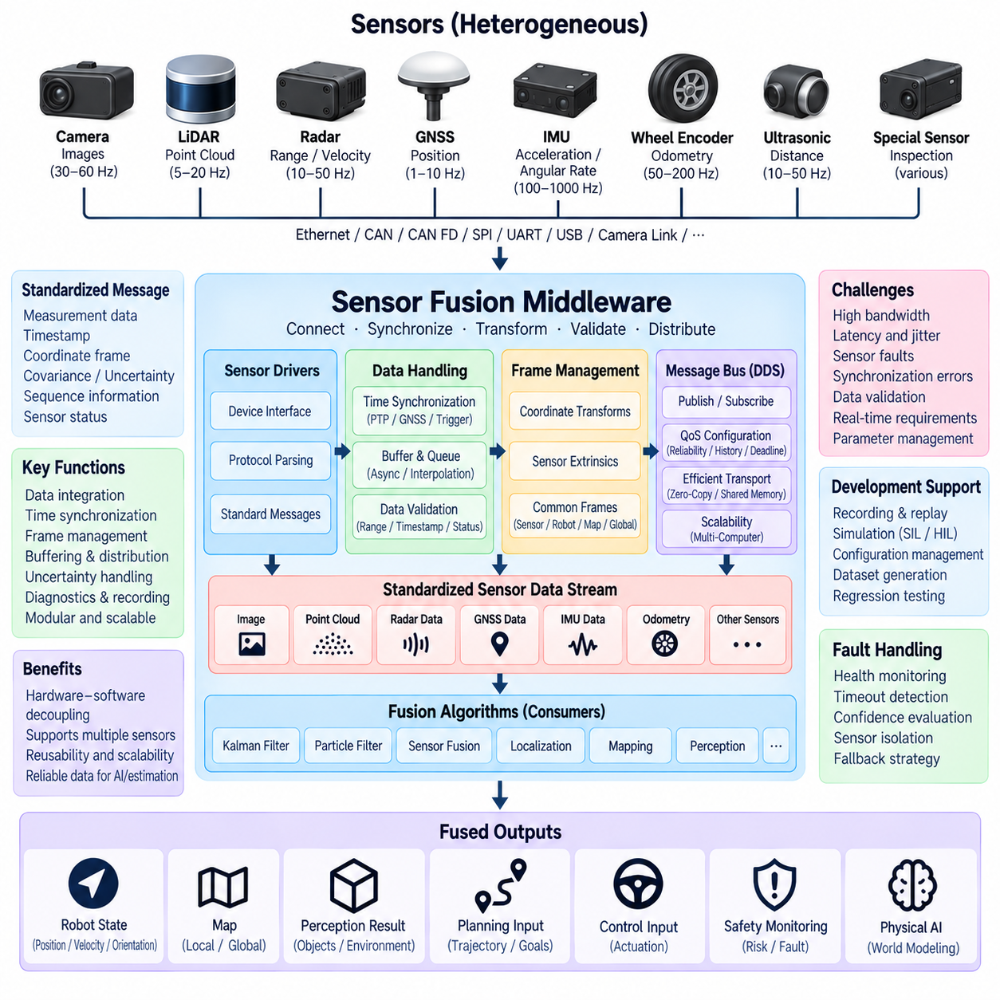 Sensors (Heterogeneous)
Camera
Images
(30–60 Hz)
LiDAR
Point Cloud
(5–20 Hz)
Radar
Range / Velocity
(10–50 Hz)
GNSS
Position
(1–10 Hz)
IMU
Acceleration /
Angular Rate
(100–1000 Hz)
Wheel Encoder
Odometry
(50–200 Hz)
Ultrasonic
Distance
(10–50 Hz)
Special Sensor
Inspection
(various)
Ethernet / CAN / CAN FD / SPI / UART / USB / Camera Link / ···
Standardized Message
Measurement data
Timestamp
Coordinate frame
Covariance / Uncertainty
Sequence information
Sensor status
Key Functions
Data integration
Time synchronization
Frame management
Buffering & distribution
Uncertainty handling
Diagnostics & recording
Modular and scalable
Benefits
Hardware–software
decoupling
Supports multiple sensors
Reusability and scalability
Reliable data for AI/estimation
Sensor Fusion Middleware
Connect · Synchronize · Transform · Validate · Distribute
Sensor Drivers
Device Interface
Protocol Parsing
Standard Messages
Data Handling
Time Synchronization
(PTP / GNSS / Trigger)
Buffer & Queue
(Async / Interpolation)
Data Validation
(Range / Timestamp / Status)
Frame Management
Coordinate Transforms
Sensor Extrinsics
Common Frames
(Sensor / Robot / Map / Global)
Message Bus (DDS)
Publish / Subscribe
QoS Configuration
(Reliability / History / Deadline)
Efficient Transport
(Zero-Copy / Shared Memory)
Scalability
(Multi-Computer)
Standardized Sensor Data Stream
Image
Point Cloud
Radar Data
GNSS Data
IMU Data
Odometry
Other Sensors
Fusion Algorithms (Consumers)
Kalman Filter
Particle Filter
Sensor Fusion
Localization
Mapping
Perception
···
Challenges
High bandwidth
Latency and jitter
Sensor faults
Synchronization errors
Data validation
Real-time requirements
Parameter management
Development Support
Recording & replay
Simulation (SIL / HIL)
Configuration management
Dataset generation
Regression testing
Fault Handling
Health monitoring
Timeout detection
Confidence evaluation
Sensor isolation
Fallback strategy
Fused Outputs
Robot State
(Position / Velocity / Orientation)
Map
(Local / Global)
Perception Result
(Objects / Environment)
Planning Input
(Trajectory / Goals)
Control Input
(Actuation)
Safety Monitoring
(Risk / Fault)
Physical AI
(World Modeling)